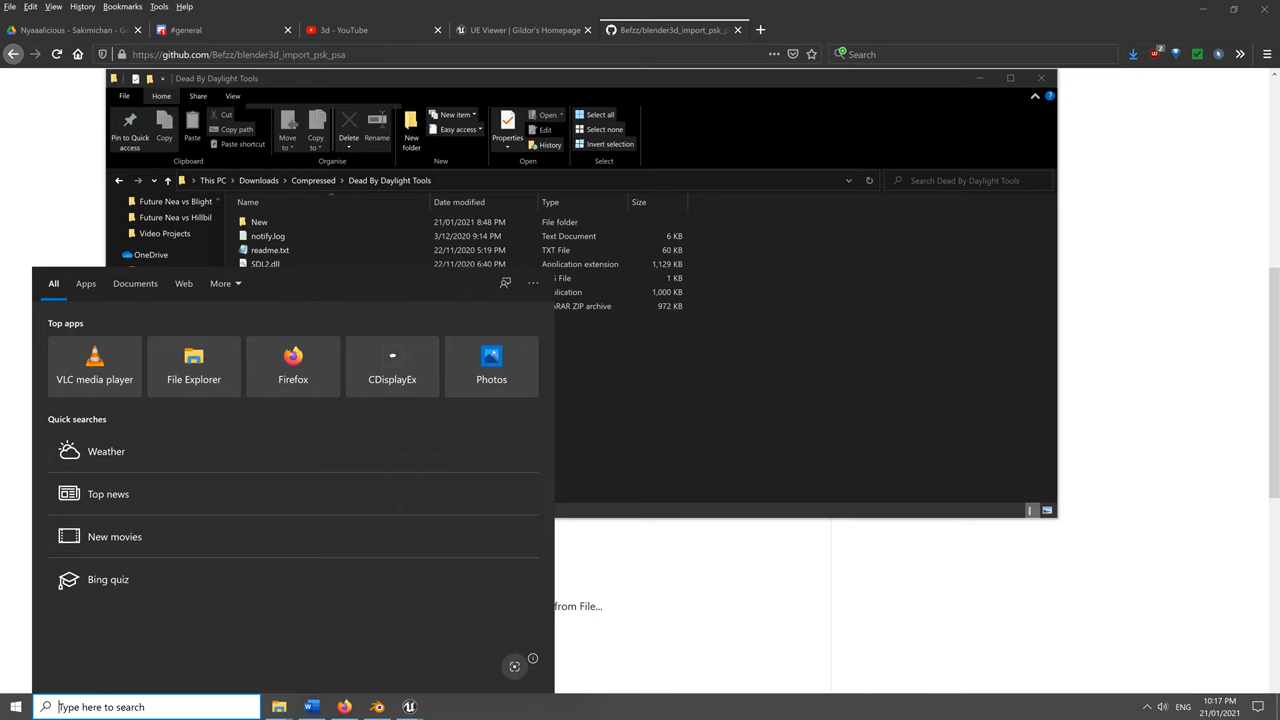 File Edit View History Bookmarks Tools Help
Nyaaalicious - Sakimichan - G
#general
3d - YouTube
UE Viewer | Gildor's Homepage
Befzz/blender3d_import_psk_ps
https://github.com/Befzz/blender3d_import_psk_psa
Search
2
Dead By Daylight Tools
File Home Share View
Pin to Quick access
Copy
Paste
Cut
Copy path
Paste shortcut
Move to
Copy to
Delete
Rename
New folder
New item
Easy access
Properties
Open
Edit
History
Select all
Select none
Invert selection
Clipboard
Organise
New
Open
Select
This PC
Downloads
Compressed
Dead By Daylight Tools
Search Dead By Daylight Tools
Future Nea vs Blight
Future Nea vs Hillbil
Video Projects
OneDrive
Name Date modified Type Size
New 21/01/2021 8:48 PM File folder
notify.log 3/12/2020 9:14 PM Text Document 6 KB
readme.txt 22/11/2020 5:19 PM TXT File 60 KB
SDL2.dll 22/11/2020 6:40 PM Application extension 1,129 KB
File 1 KB
lication 1,000 KB
RAR ZIP archive 972 KB
All Apps Documents Web More
Top apps
VLC media player
File Explorer
Firefox
CDisplayEx
Photos
Quick searches
Weather
Top news
New movies
Bing quiz
from File...
Type here to search
ENG
10:17 PM
21/01/2021